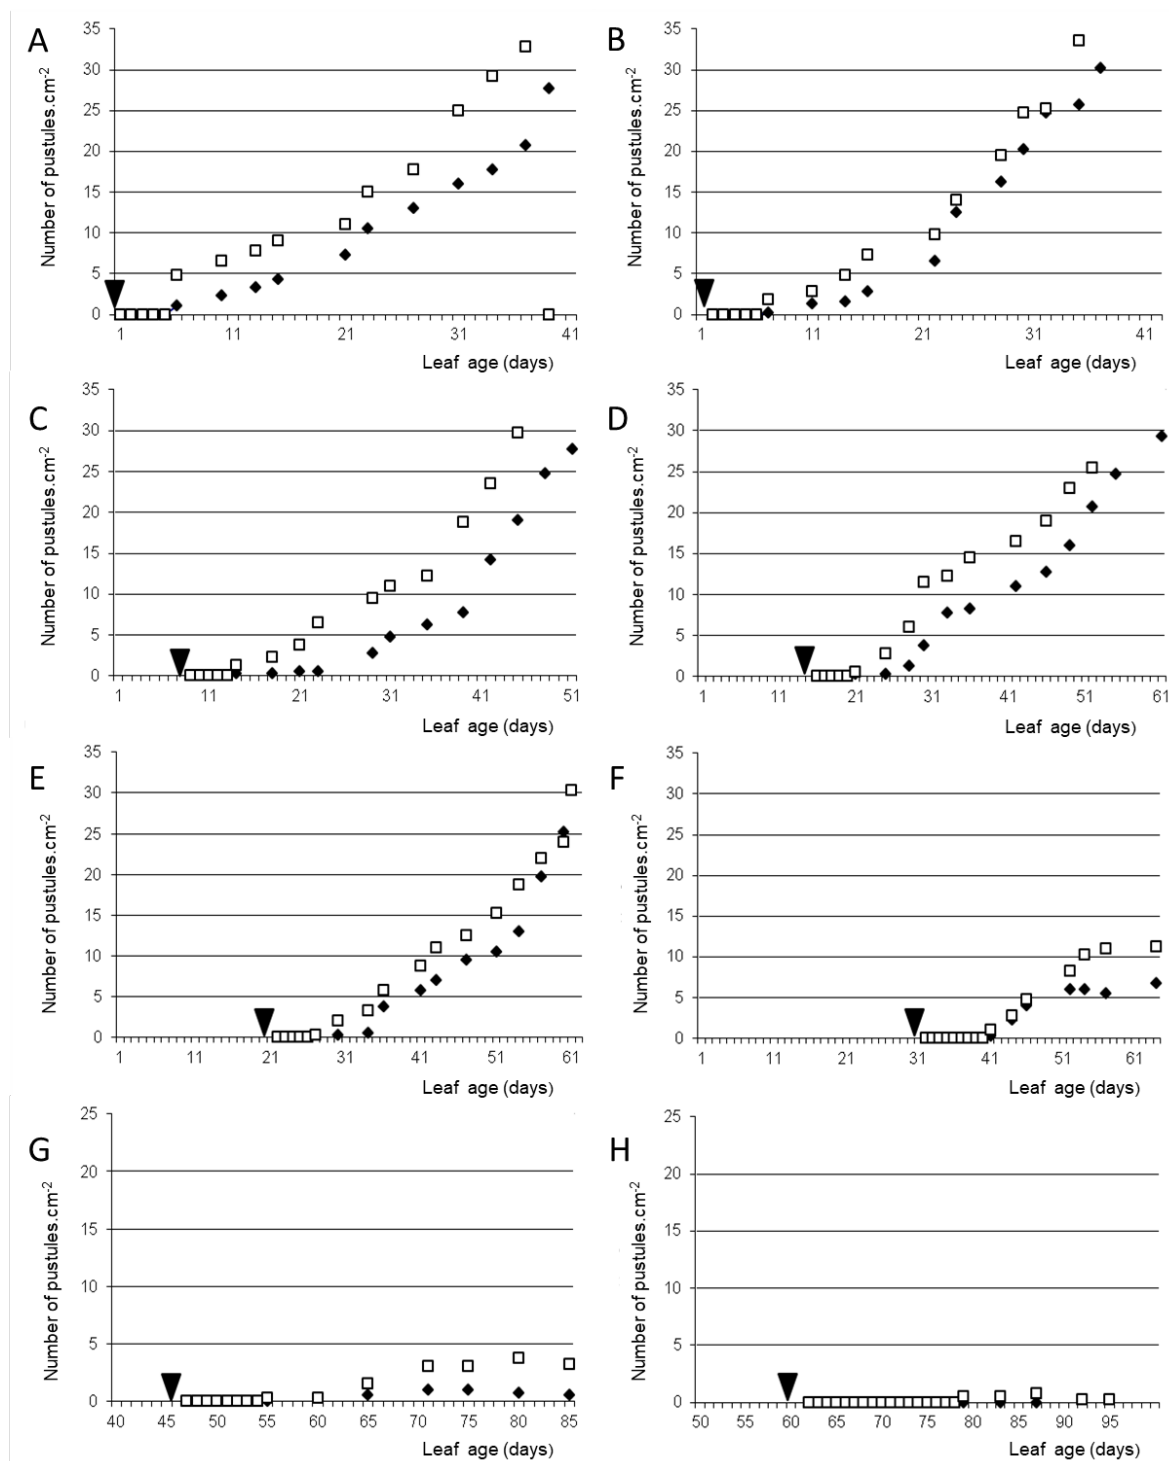 A
Number of pustules.cm-2
35
30
25
20
15
10
5
0
1 11 21 31 41
Leaf age (days)
B
Number of pustules.cm-2
35
30
25
20
15
10
5
0
1 11 21 31 41
Leaf age (days)
C
Number of pustules.cm-2
35
30
25
20
15
10
5
0
1 11 21 31 41 51
Leaf age (days)
D
Number of pustules.cm-2
35
30
25
20
15
10
5
0
1 11 21 31 41 51 61
Leaf age (days)
E
Number of pustules.cm-2
35
30
25
20
15
10
5
0
1 11 21 31 41 51 61
Leaf age (days)
F
Number of pustules.cm-2
35
30
25
20
15
10
5
0
1 11 21 31 41 51 61
Leaf age (days)
G
Number of pustules.cm-2
25
20
15
10
5
0
40 45 50 55 60 65 70 75 80 85
Leaf age (days)
H
Number of pustules.cm-2
25
20
15
10
5
0
50 55 60 65 70 75 80 85 90 95
Leaf age (days)